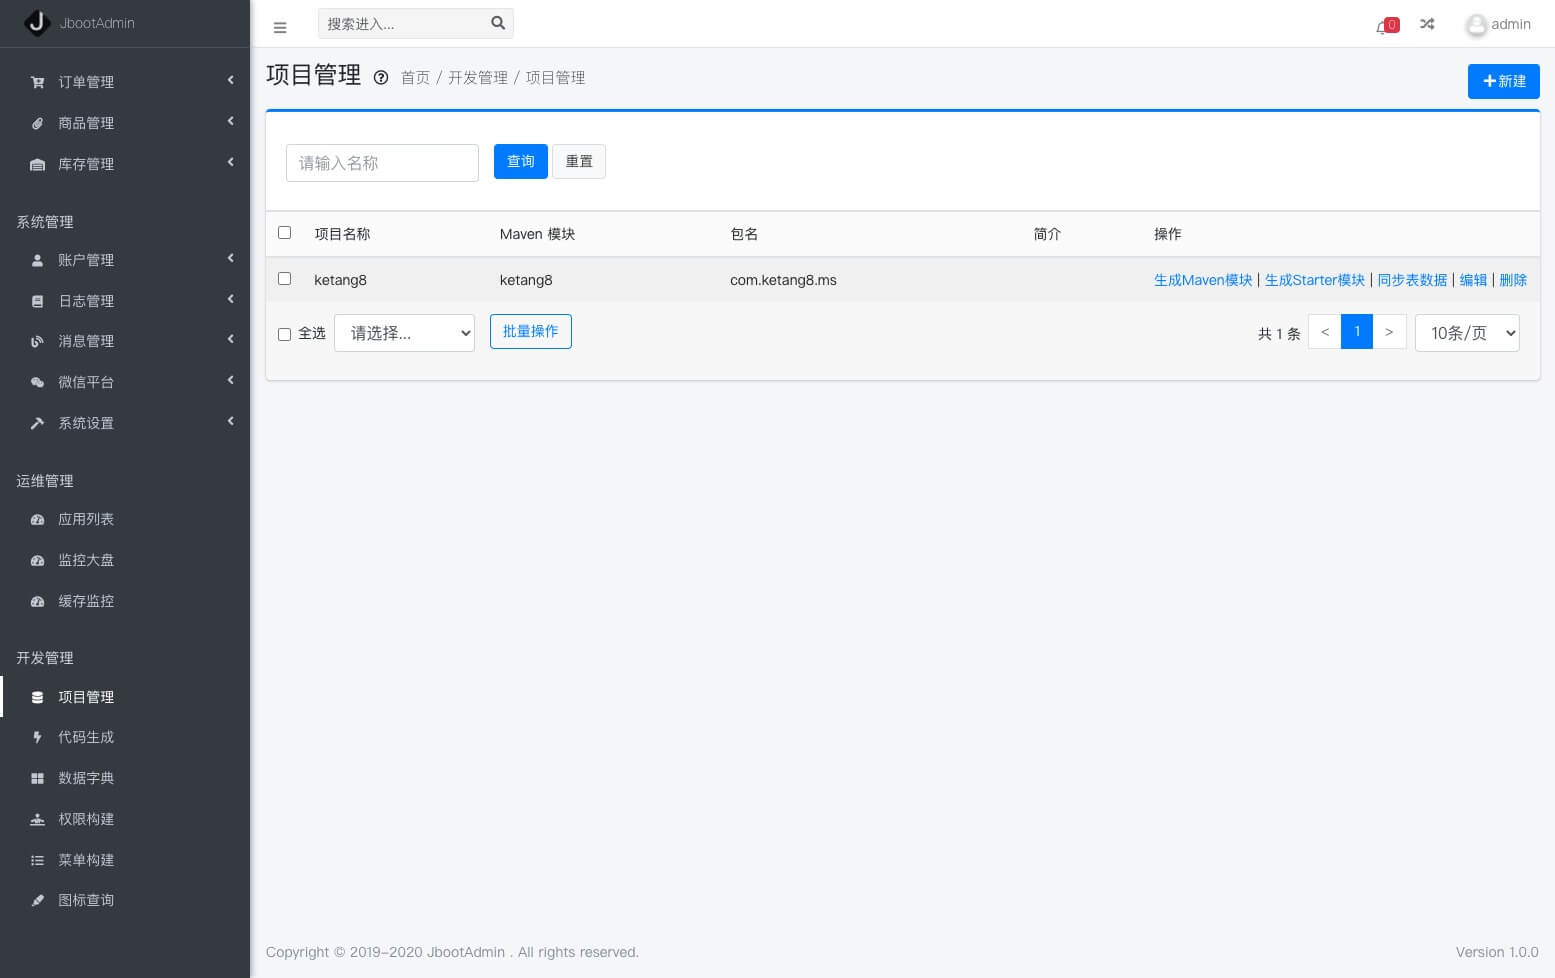 JbootAdmin
搜索进入...
0
admin
订单管理
商品管理
库存管理
系统管理
账户管理
日志管理
消息管理
微信平台
系统设置
运维管理
应用列表
监控大盘
缓存监控
开发管理
项目管理
代码生成
数据字典
权限构建
菜单构建
图标查询
项目管理 首页 / 开发管理 / 项目管理
新建
请输入名称 查询 重置
项目名称 Maven 模块 包名 简介 操作
ketang8 ketang8 com.ketang8.ms 生成Maven模块 | 生成Starter模块 | 同步表数据 | 编辑 | 删除
全选 请选择... 批量操作 共 1 条 < 1 > 10条/页
Copyright © 2019-2020 JbootAdmin . All rights reserved. Version 1.0.0